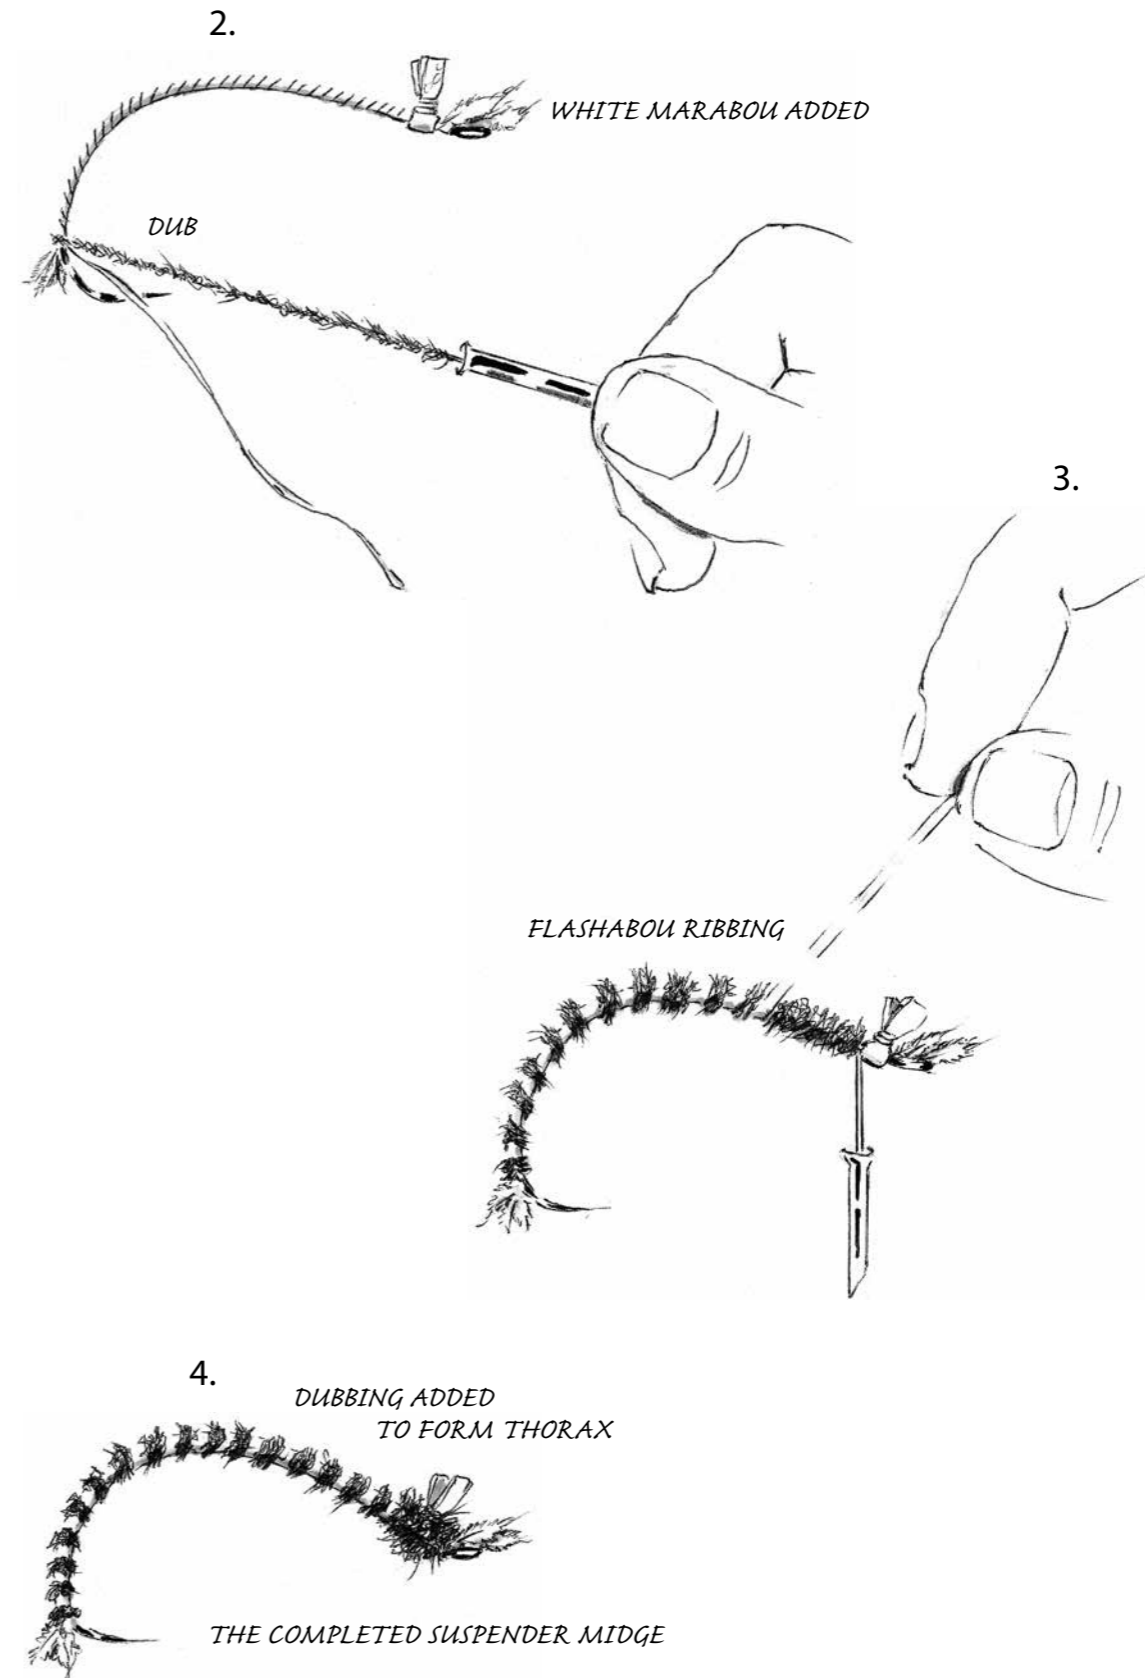 2.
WHITE MARABOU ADDED
DUB
3.
FLASHABOU RIBBING
4.
DUBBING ADDED
TO FORM THORAX
THE COMPLETED SUSPENDER MIDGE